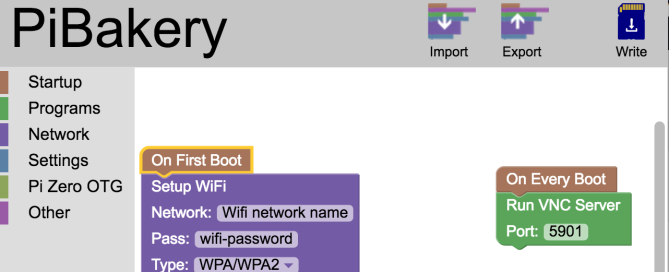 PiBakery
Import
Export
Write
Startup
Programs
Network
Settings
Pi Zero OTG
Other
On First Boot
Setup WiFi
Network: Wifi network name
Pass: wifi-password
Type: WPA/WPA2
On Every Boot
Run VNC Server
Port: 5901